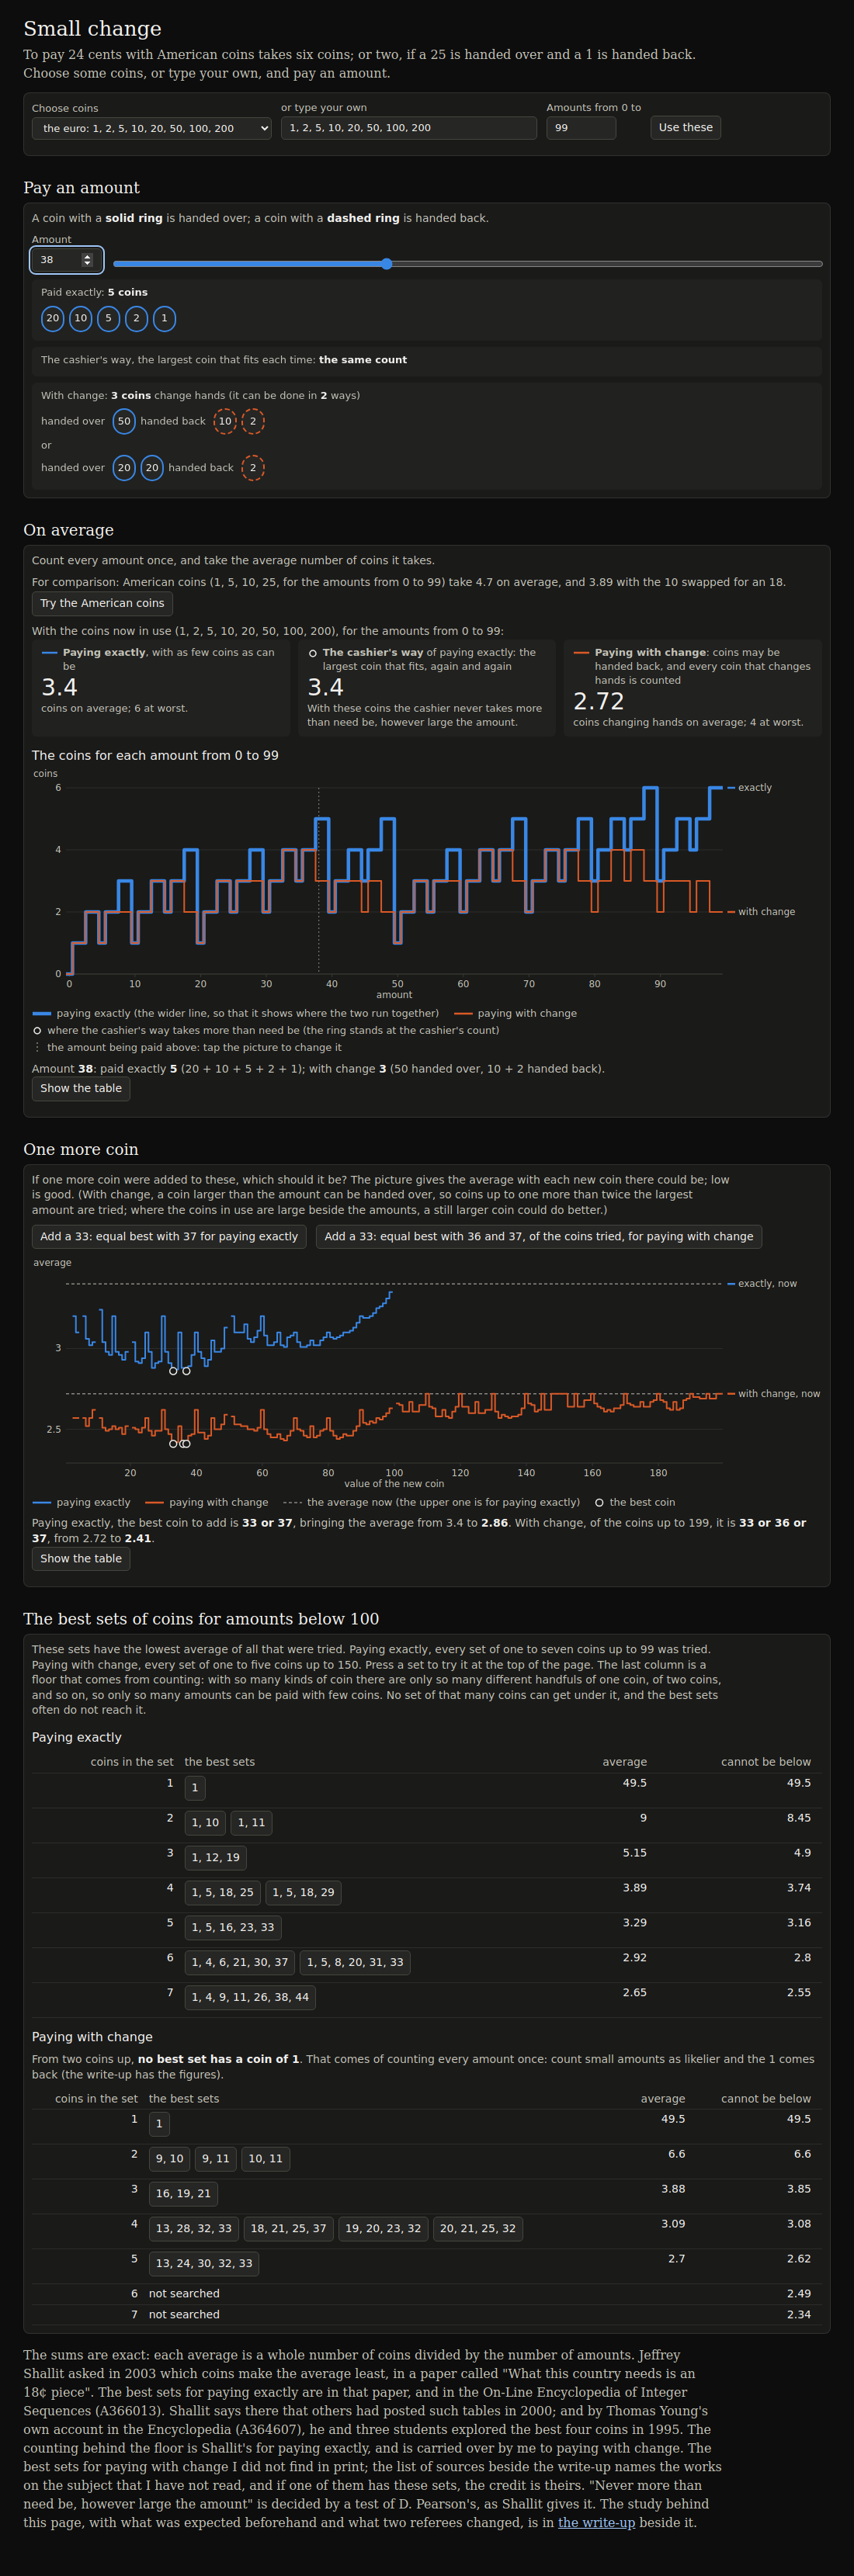 Small change
To pay 24 cents with American coins takes six coins; or two, if a 25 is handed over and a 1 is handed back.
Choose some coins, or type your own, and pay an amount.
Choose coins
the euro: 1, 2, 5, 10, 20, 50, 100, 200
or type your own
1, 2, 5, 10, 20, 50, 100, 200
Amounts from 0 to
99
Use these
Pay an amount
A coin with a solid ring is handed over; a coin with a dashed ring is handed back.
Amount
38
Paid exactly: 5 coins
20 10 5 2 1
The cashier's way, the largest coin that fits each time: the same count
With change: 3 coins change hands (it can be done in 2 ways)
handed over 50 handed back 10 2
or
handed over 20 20 handed back 2
On average
Count every amount once, and take the average number of coins it takes.
For comparison: American coins (1, 5, 10, 25, for the amounts from 0 to 99) take 4.7 on average, and 3.89 with the 10 swapped for an 18.
Try the American coins
With the coins now in use (1, 2, 5, 10, 20, 50, 100, 200), for the amounts from 0 to 99:
Paying exactly, with as few coins as can
be
3.4
coins on average; 6 at worst.
The cashier's way of paying exactly: the
largest coin that fits, again and again
3.4
With these coins the cashier never takes more
than need be, however large the amount.
Paying with change: coins may be
handed back, and every coin that changes
hands is counted
2.72
coins changing hands on average; 4 at worst.
The coins for each amount from 0 to 99
coins
6
4
2
0
exactly
with change
0 10 20 30 40 50 60 70 80 90
amount
paying exactly (the wider line, so that it shows where the two run together) paying with change
where the cashier's way takes more than need be (the ring stands at the cashier's count)
the amount being paid above: tap the picture to change it
Amount 38: paid exactly 5 (20 + 10 + 5 + 2 + 1); with change 3 (50 handed over, 10 + 2 handed back).
Show the table
One more coin
If one more coin were added to these, which should it be? The picture gives the average with each new coin there could be; low
is good. (With change, a coin larger than the amount can be handed over, so coins up to one more than twice the largest
amount are tried; where the coins in use are large beside the amounts, a still larger coin could do better.)
Add a 33: equal best with 37 for paying exactly
Add a 33: equal best with 36 and 37, of the coins tried, for paying with change
average
exactly, now
3
with change, now
2.5
20 40 60 80 100 120 140 160 180
value of the new coin
paying exactly paying with change the average now (the upper one is for paying exactly) the best coin
Paying exactly, the best coin to add is 33 or 37, bringing the average from 3.4 to 2.86. With change, of the coins up to 199, it is 33 or 36 or
37, from 2.72 to 2.41.
Show the table
The best sets of coins for amounts below 100
These sets have the lowest average of all that were tried. Paying exactly, every set of one to seven coins up to 99 was tried.
Paying with change, every set of one to five coins up to 150. Press a set to try it at the top of the page. The last column is a
floor that comes from counting: with so many kinds of coin there are only so many different handfuls of one coin, of two coins,
and so on, so only so many amounts can be paid with few coins. No set of that many coins can get under it, and the best sets
often do not reach it.
Paying exactly
coins in the set the best sets average cannot be below
1 1 49.5 49.5
2 1, 10 1, 11 9 8.45
3 1, 12, 19 5.15 4.9
4 1, 5, 18, 25 1, 5, 18, 29 3.89 3.74
5 1, 5, 16, 23, 33 3.29 3.16
6 1, 4, 6, 21, 30, 37 1, 5, 8, 20, 31, 33 2.92 2.8
7 1, 4, 9, 11, 26, 38, 44 2.65 2.55
Paying with change
From two coins up, no best set has a coin of 1. That comes of counting every amount once: count small amounts as likelier and the 1 comes
back (the write-up has the figures).
coins in the set the best sets average cannot be below
1 1 49.5 49.5
2 9, 10 9, 11 10, 11 6.6 6.6
3 16, 19, 21 3.88 3.85
4 13, 28, 32, 33 18, 21, 25, 37 19, 20, 23, 32 20, 21, 25, 32 3.09 3.08
5 13, 24, 30, 32, 33 2.7 2.62
6 not searched 2.49
7 not searched 2.34
The sums are exact: each average is a whole number of coins divided by the number of amounts. Jeffrey
Shallit asked in 2003 which coins make the average least, in a paper called "What this country needs is an
18¢ piece". The best sets for paying exactly are in that paper, and in the On-Line Encyclopedia of Integer
Sequences (A366013). Shallit says there that others had posted such tables in 2000; and by Thomas Young's
own account in the Encyclopedia (A364607), he and three students explored the best four coins in 1995. The
counting behind the floor is Shallit's for paying exactly, and is carried over by me to paying with change. The
best sets for paying with change I did not find in print; the list of sources beside the write-up names the works
on the subject that I have not read, and if one of them has these sets, the credit is theirs. "Never more than
need be, however large the amount" is decided by a test of D. Pearson's, as Shallit gives it. The study behind
this page, with what was expected beforehand and what two referees changed, is in the write-up beside it.